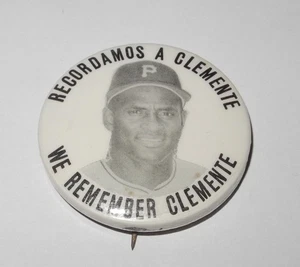 RECORDAMOS A CLEMENTE
P
WE REMEMBER CLEMENTE